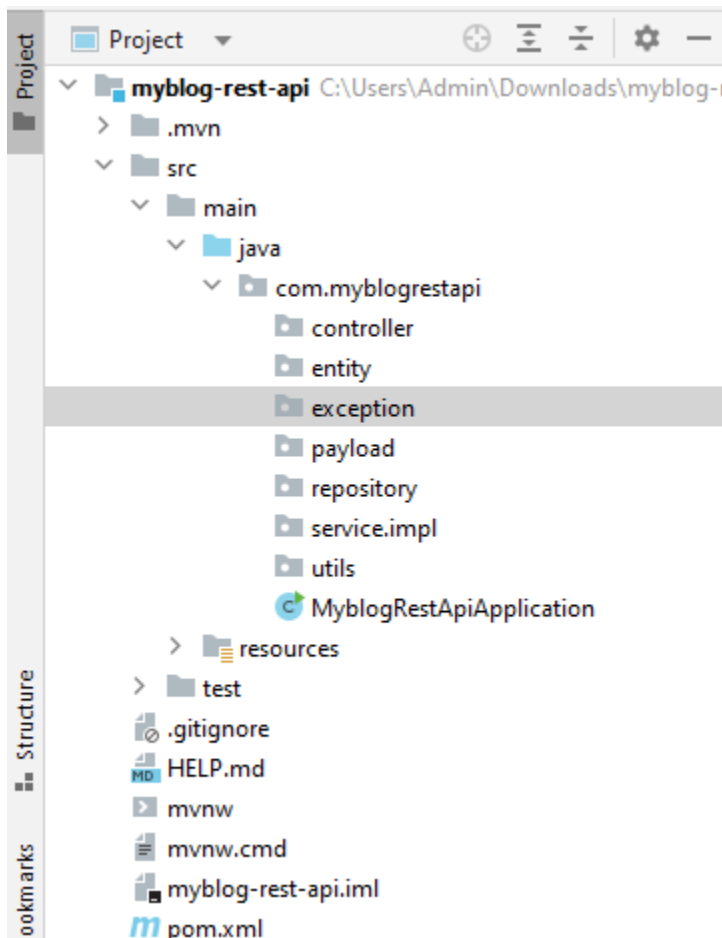 Project
Project
myblog-rest-api C:\Users\Admin\Downloads\myblog-r
.mvn
src
main
java
com.myblogrestapi
controller
entity
exception
payload
repository
service.impl
utils
C MyblogRestApiApplication
resources
test
.gitignore
MD HELP.md
mvnw
mvnw.cmd
myblog-rest-api.iml
m pom.xml
Structure
ookmarks